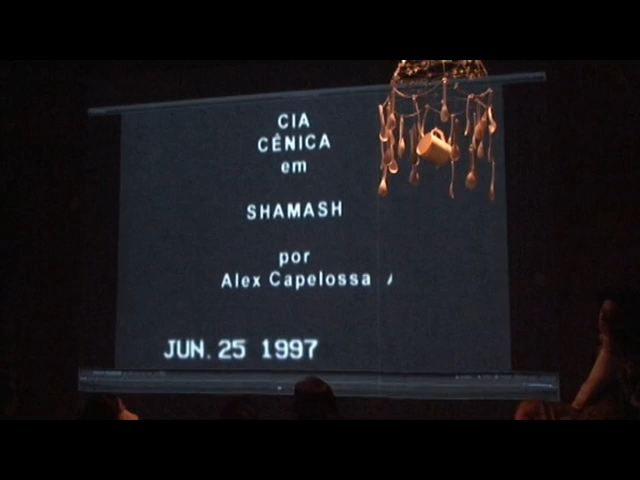 CIA
CÊNICA
em
SHAMASH
por
Alex Capelossa
JUN. 25 1997